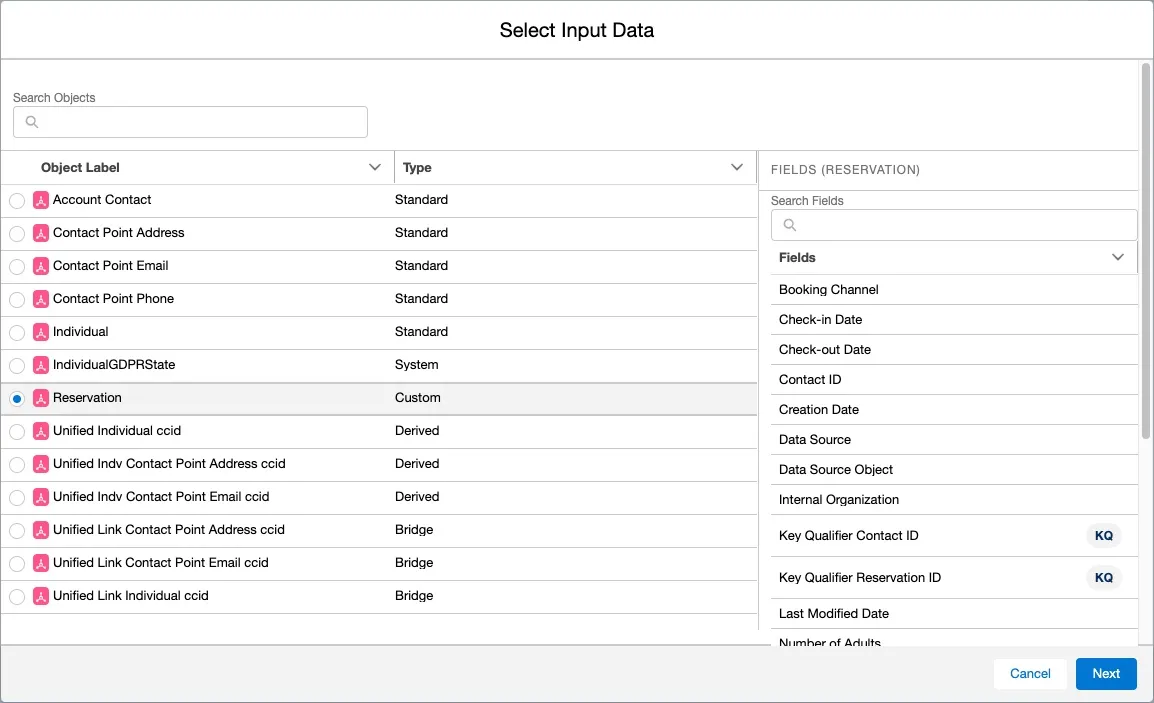 Select Input Data
Search Objects
Object Label Type
Account Contact Standard
Contact Point Address Standard
Contact Point Email Standard
Contact Point Phone Standard
Individual Standard
IndividualGDPRState System
Reservation Custom
Unified Individual ccid Derived
Unified Indv Contact Point Address ccid Derived
Unified Indv Contact Point Email ccid Derived
Unified Link Contact Point Address ccid Bridge
Unified Link Contact Point Email ccid Bridge
Unified Link Individual ccid Bridge
FIELDS (RESERVATION)
Search Fields
Fields
Booking Channel
Check-in Date
Check-out Date
Contact ID
Creation Date
Data Source
Data Source Object
Internal Organization
Key Qualifier Contact ID KQ
Key Qualifier Reservation ID KQ
Last Modified Date
Number of Adults
Cancel Next